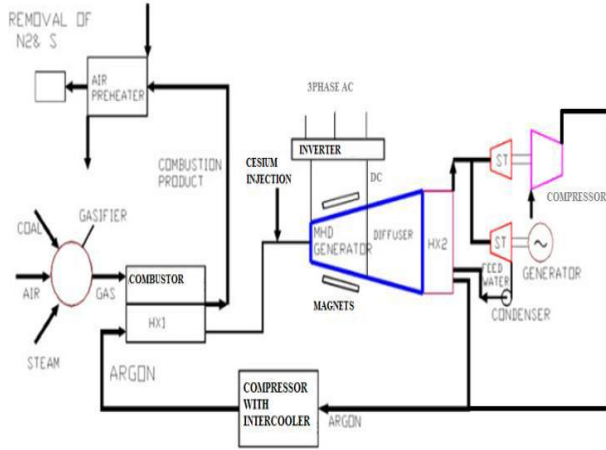 REMOVAL OF
N2& S
AIR
PREHEATER
3PHASE AC
INVERTER
CESIUM
INJECTION
DC
COMBUSTION
PRODUCT
ST
COMPRESSOR
COAL
GASIFIER
MHD
GENERATOR
DIFFUSER
HX2
ST
GENERATOR
FEED
WATER
CONDENSER
AIR
GAS
COMBUSTOR
HX1
MAGNETS
STEAM
ARGON
COMPRESSOR
WITH
INTERCOOLER
ARGON